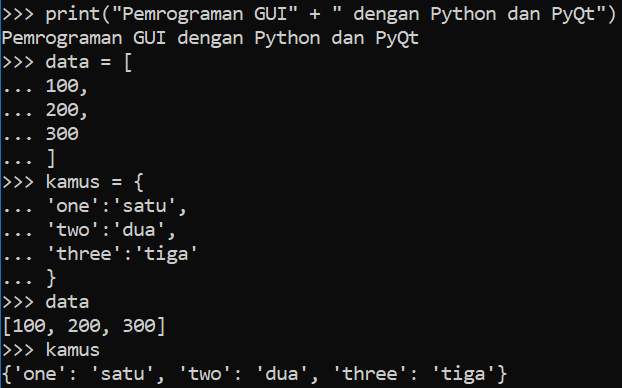 >>> print("Pemrograman GUI" + " dengan Python dan PyQt")
Pemrograman GUI dengan Python dan PyQt
>>> data = [
... 100,
... 200,
... 300
... ]
>>> kamus = {
... 'one':'satu',
... 'two':'dua',
... 'three':'tiga'
... }
>>> data
[100, 200, 300]
>>> kamus
{'one': 'satu', 'two': 'dua', 'three': 'tiga'}